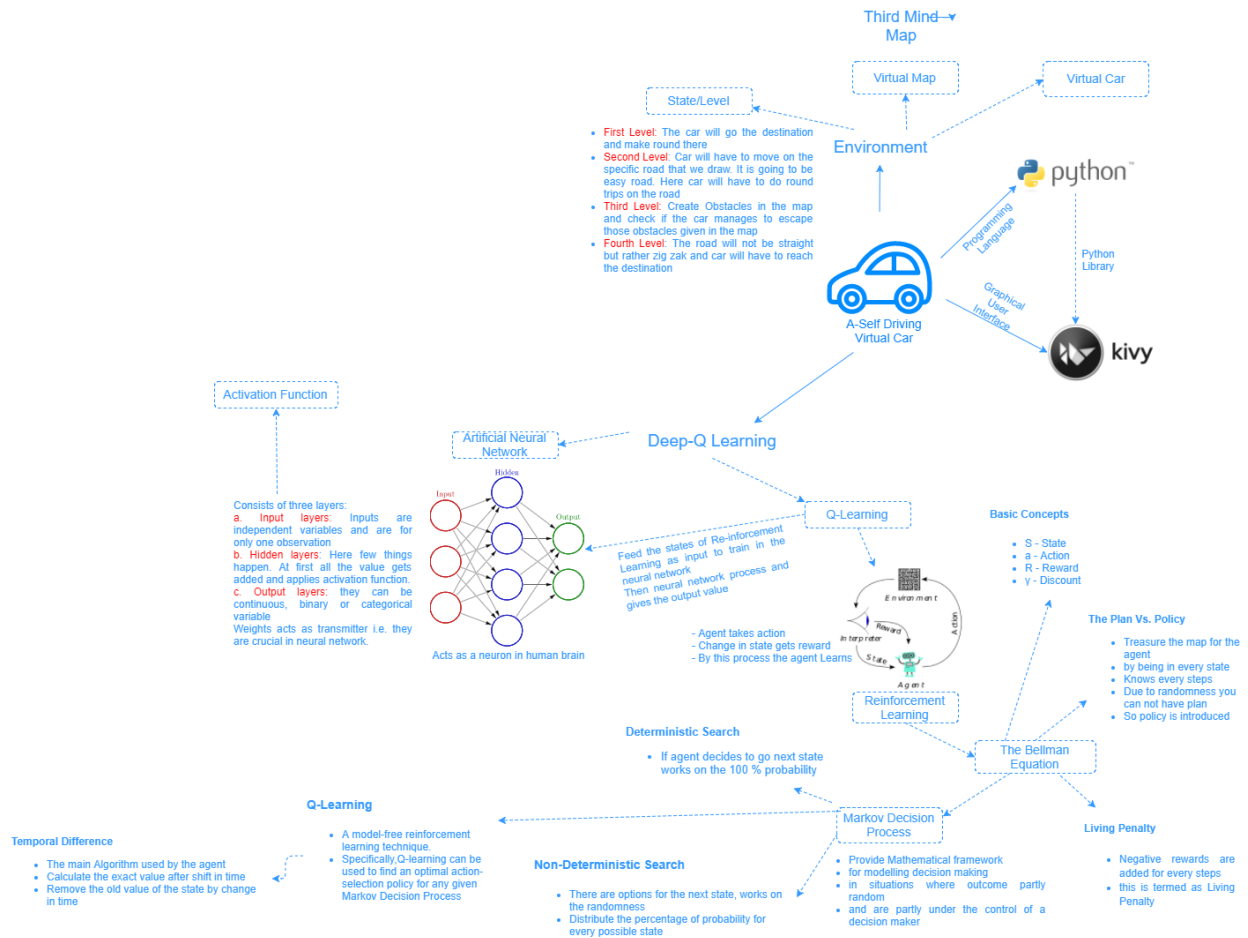 Third Mind
Map
Virtual Map
Virtual Car
State/Level
First Level: The car will go the destination
and make round there
Second Level: Car will have to move on the
specific road that we draw. It is going to be
easy road. Here car will have to do round
trips on the road
Third Level: Create Obstacles in the map
and check if the car manages to escape
those obstacles given in the map
Fourth Level: The road will not be straight
but rather zig zak and car will have to reach
the destination
Environment
python™
Programming
Language
Python
Library
Graphical
User
Interface
kivy
A-Self Driving
Virtual Car
Activation Function
Artificial Neural
Network
Deep-Q Learning
Consists of three layers:
a. Input layers: Inputs are
independent variables and are for
only one observation
b. Hidden layers: Here few things
happen. At first all the value gets
added and applies activation function.
c. Output layers: they can be
continuous, binary or categorical
variable
Weights acts as transmitter i.e. they
are crucial in neural network.
Hidden
Input
Output
Acts as a neuron in human brain
Q-Learning
Feed the states of Re-inforcement
Learning as input to train in the
neural network
Then neural network process and
gives the output value
Basic Concepts
S - State
a - Action
R - Reward
γ - Discount
Environment
Reward
Interpreter
State
Action
Agent
- Agent takes action
- Change in state gets reward
- By this process the agent Learns
The Plan Vs. Policy
Treasure the map for the
agent
by being in every state
Knows every steps
Due to randomness you
can not have plan
So policy is introduced
Reinforcement
Learning
The Bellman
Equation
Deterministic Search
If agent decides to go next state
works on the 100 % probability
Markov Decision
Process
Provide Mathematical framework
for modelling decision making
in situations where outcome partly
random
and are partly under the control of a
decision maker
Living Penalty
Negative rewards are
added for every steps
this is termed as Living
Penalty
Q-Learning
A model-free reinforcement
learning technique.
Specifically,Q-learning can be
used to find an optimal action-
selection policy for any given
Markov Decision Process
Temporal Difference
The main Algorithm used by the agent
Calculate the exact value after shift in time
Remove the old value of the state by change
in time
Non-Deterministic Search
There are options for the next state, works on
the randomness
Distribute the percentage of probability for
every possible state